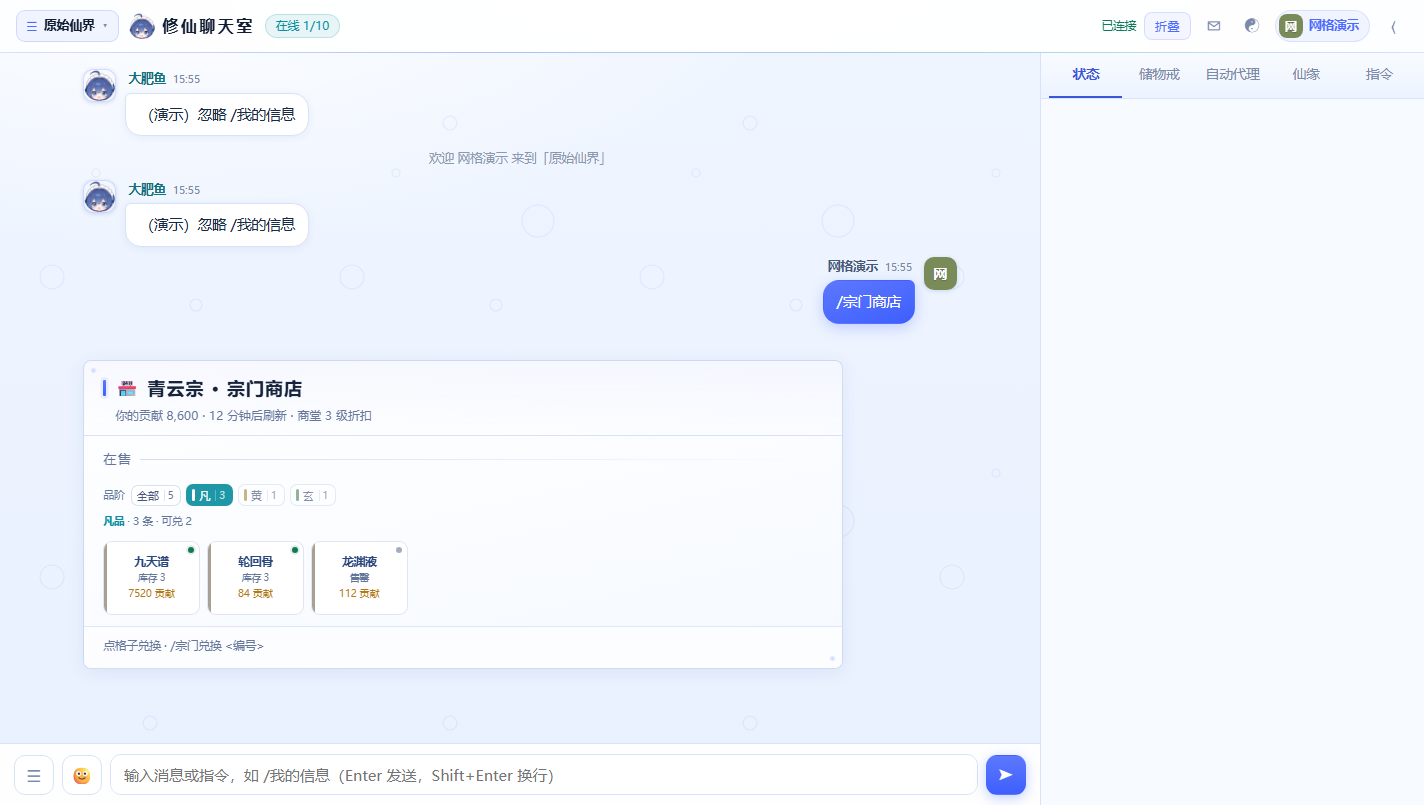 ☰ 原始仙界
修仙聊天室
在线 1/10
已连接
折叠
网
网格演示
状态
储物戒
自动代理
仙缘
指令
大肥鱼 15:55
（演示）忽略 /我的信息
欢迎 网格演示 来到「原始仙界」
大肥鱼 15:55
（演示）忽略 /我的信息
网格演示 15:55
网
/宗门商店
青云宗 · 宗门商店
你的贡献 8,600 · 12 分钟后刷新 · 商堂 3 级折扣
在售
品阶 全部 5 凡 3 黄 1 玄 1
凡品 · 3 条 · 可兑 2
九天谱
库存 3
7520 贡献
轮回骨
库存 3
84 贡献
龙渊液
售罄
112 贡献
点格子兑换 · /宗门兑换 <编号>
输入消息或指令，如 /我的信息（Enter 发送，Shift+Enter 换行）